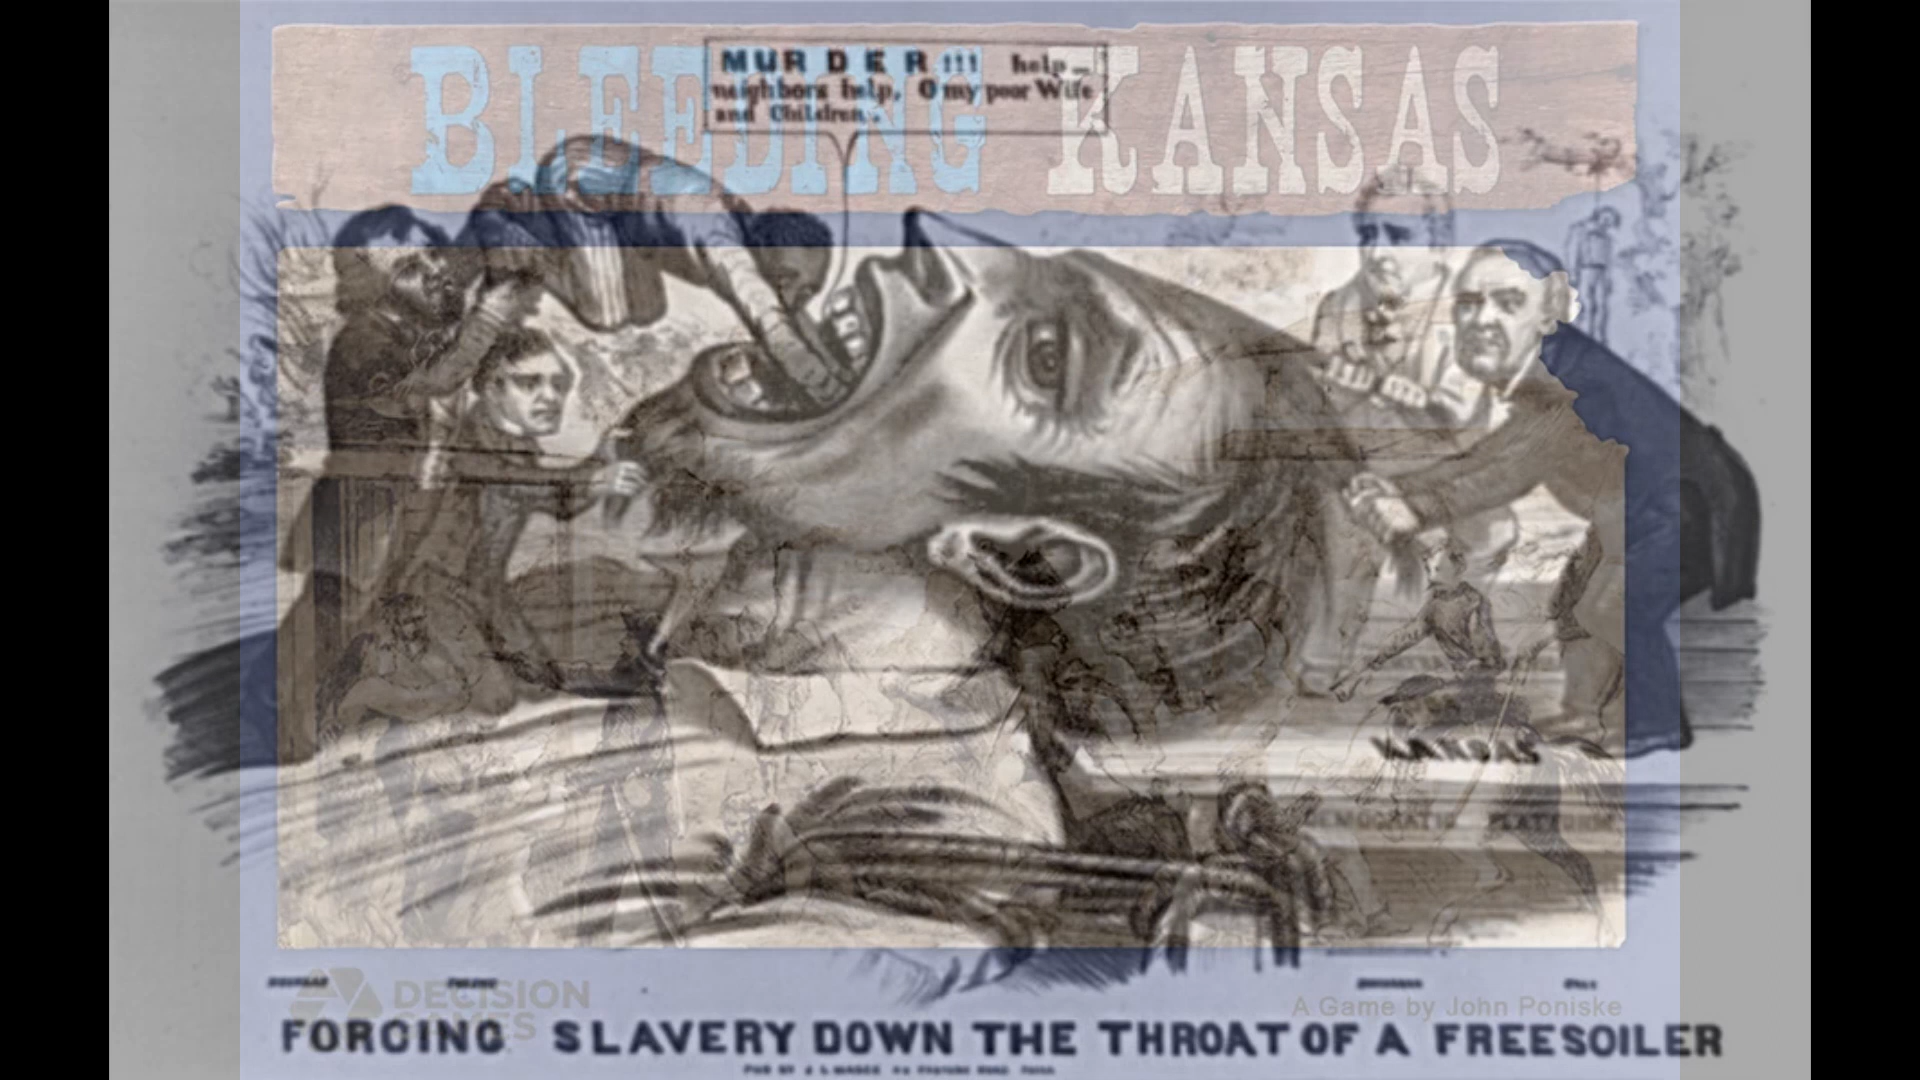 BLEEDING KANSAS
MURDER!!! help-
neighbors help, O my poor Wife
and Children.
KANSAS
DEMOCRATIC PLATFORM
DECISION
GAMES
A Game by John Poniske
FORCING SLAVERY DOWN THE THROAT OF A FREESOILER